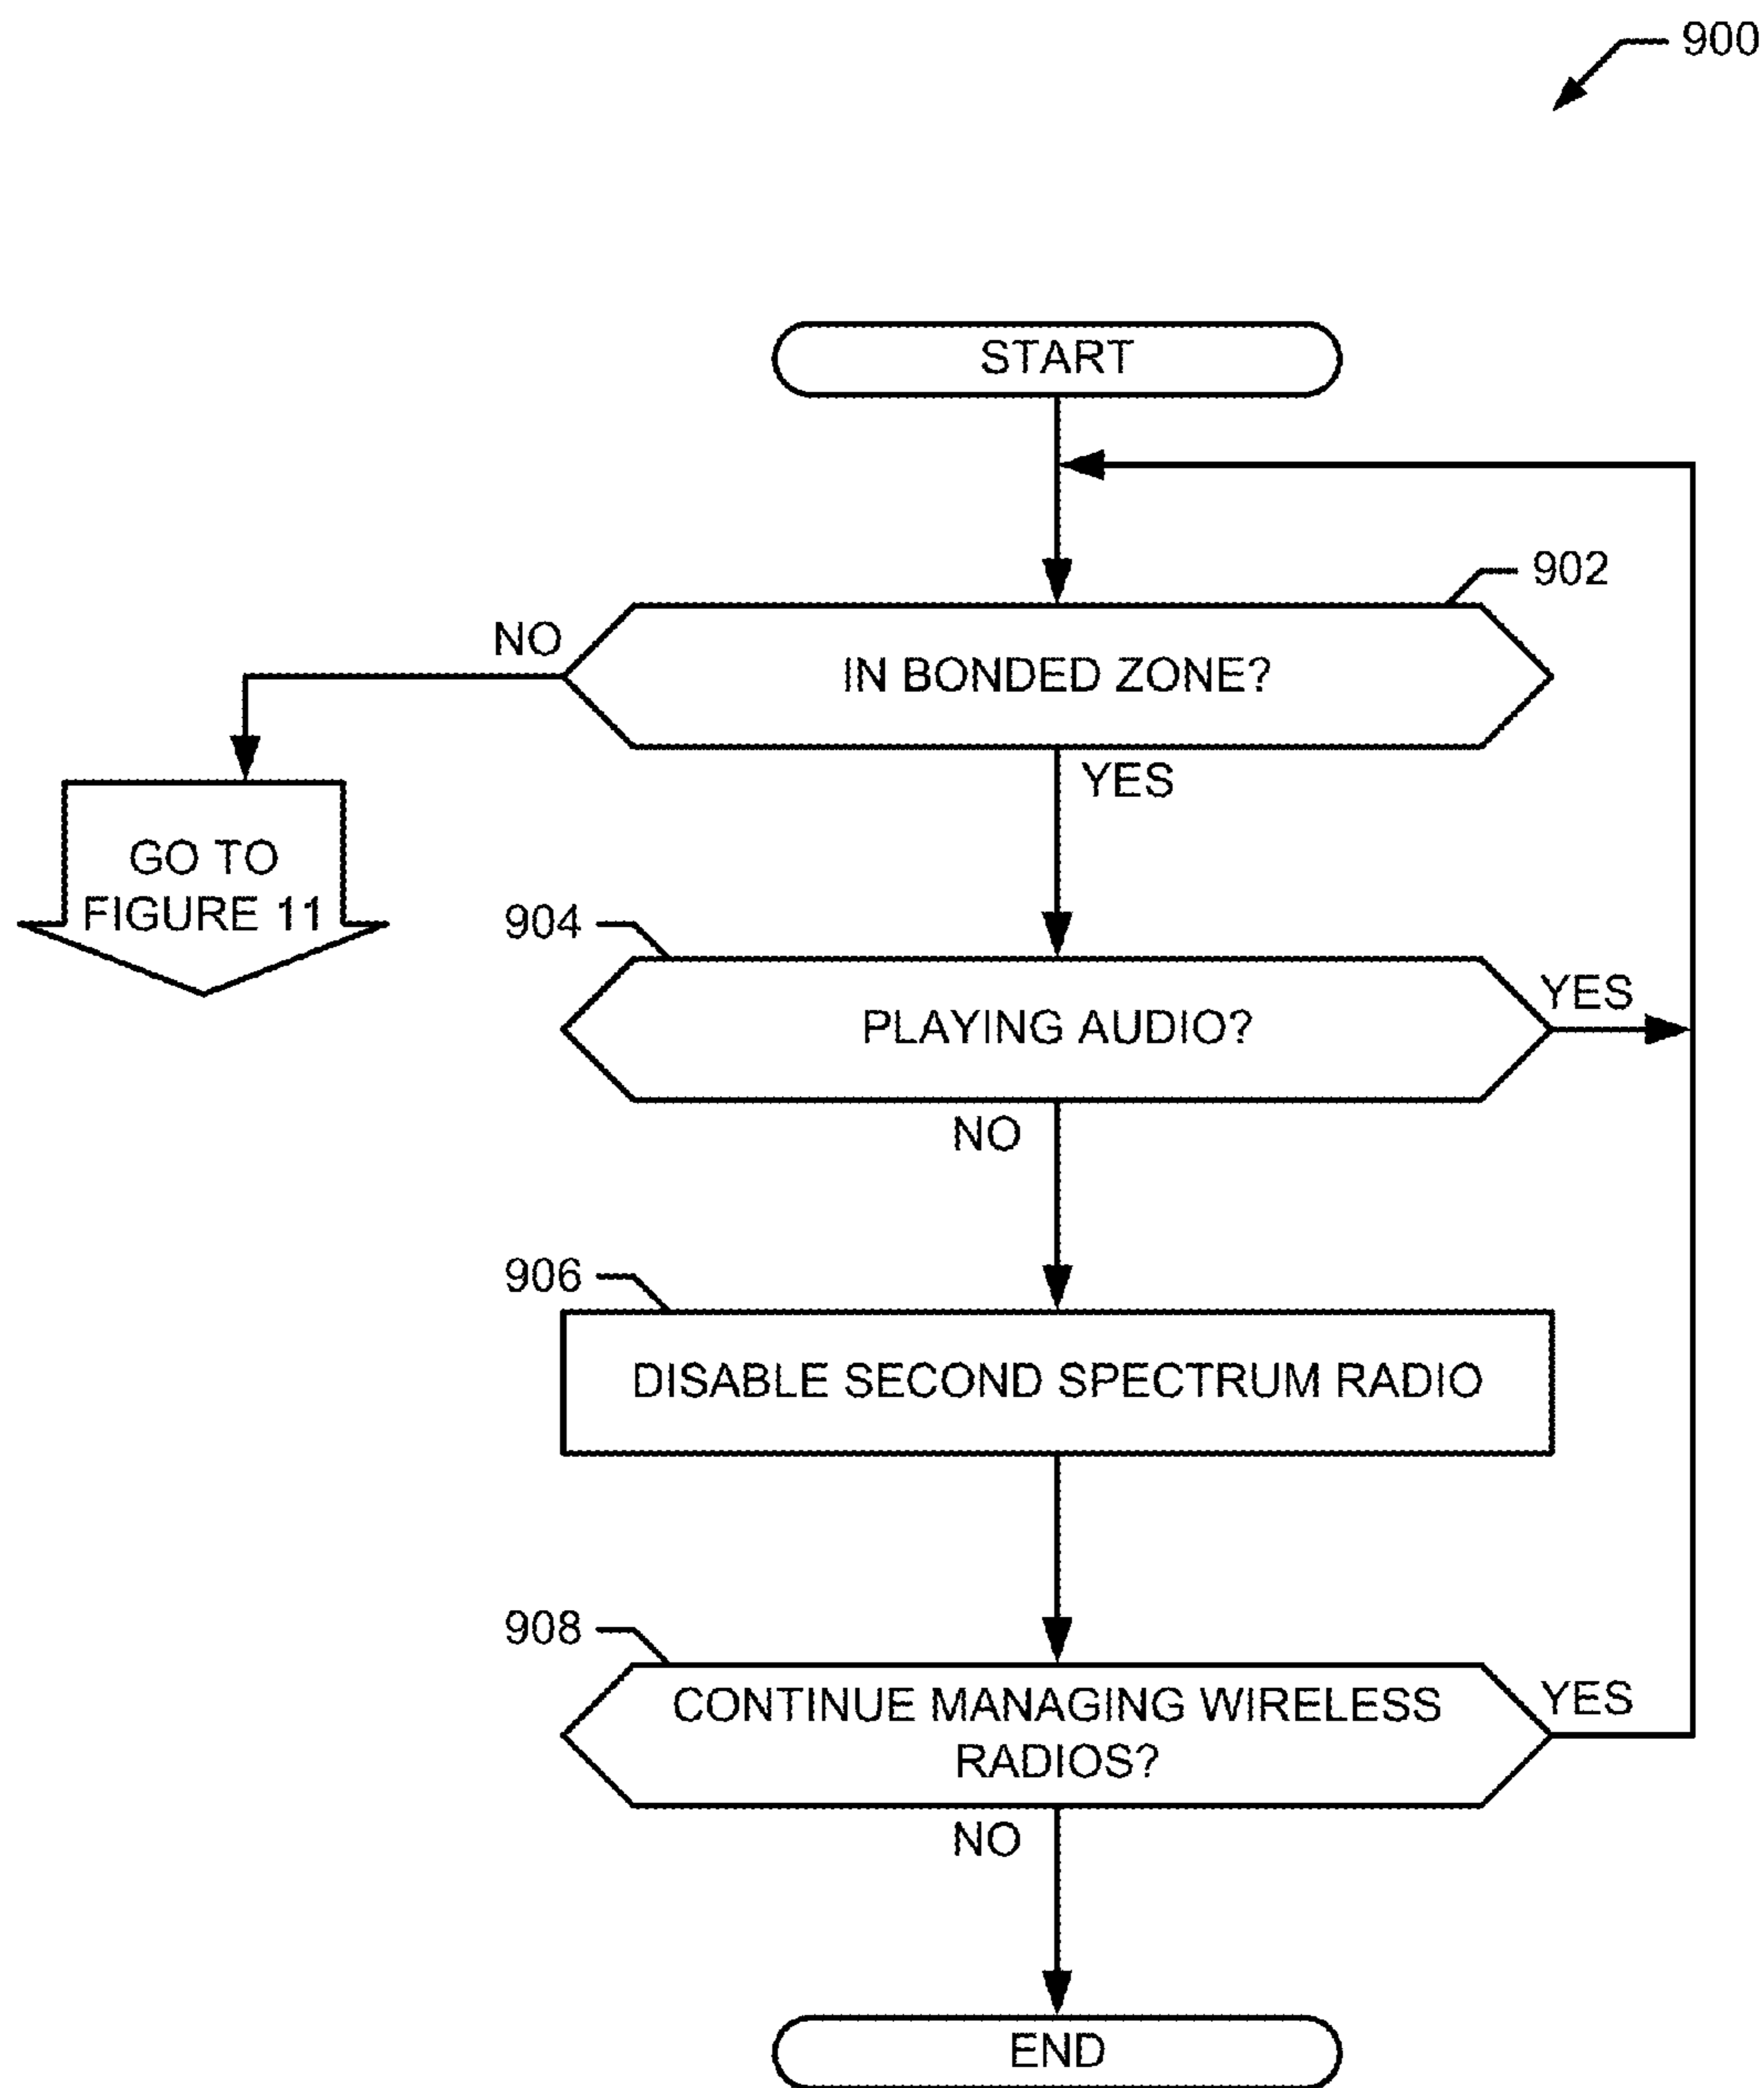 900
START
902
IN BONDED ZONE?
NO
YES
GO TO
FIGURE 11
904
PLAYING AUDIO?
YES
NO
906
DISABLE SECOND SPECTRUM RADIO
908
CONTINUE MANAGING WIRELESS
RADIOS?
YES
NO
END